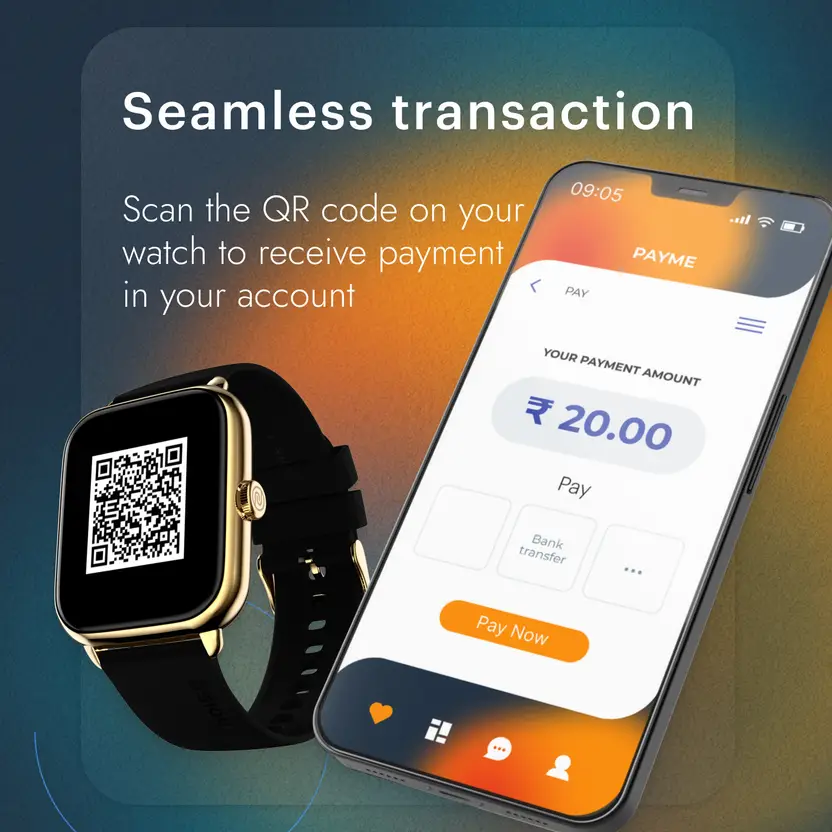 Seamless transaction
Scan the QR code on your
watch to receive payment
in your account
09:05
PAYME
PAY
YOUR PAYMENT AMOUNT
₹ 20.00
Pay
Bank
transfer
...
Pay Now